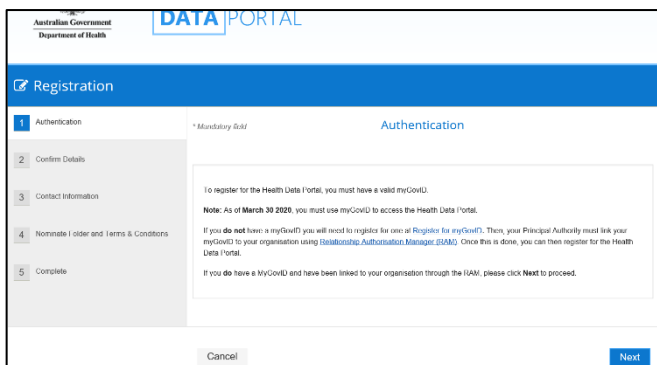 Australian Government
Department of Health
DATA PORTAL
Registration
1 Authentication
* Mandatory field
Authentication
2 Confirm Details
3 Contact Information
4 Nominate Folder and Terms & Conditions
5 Complete
To register for the Health Data Portal, you must have a valid myGovID.
Note: As of March 30 2020, you must use myGovID to access the Health Data Portal.
If you do not have a myGovID you will need to register for one at Register for myGovID. Then, your Principal Authority must link your
myGovID to your organisation using Relationship Authorisation Manager (RAM). Once this is done, you can then register for the Health
Data Portal.
If you do have a MyGovID and have been linked to your organisation through the RAM, please click Next to proceed.
Cancel
Next